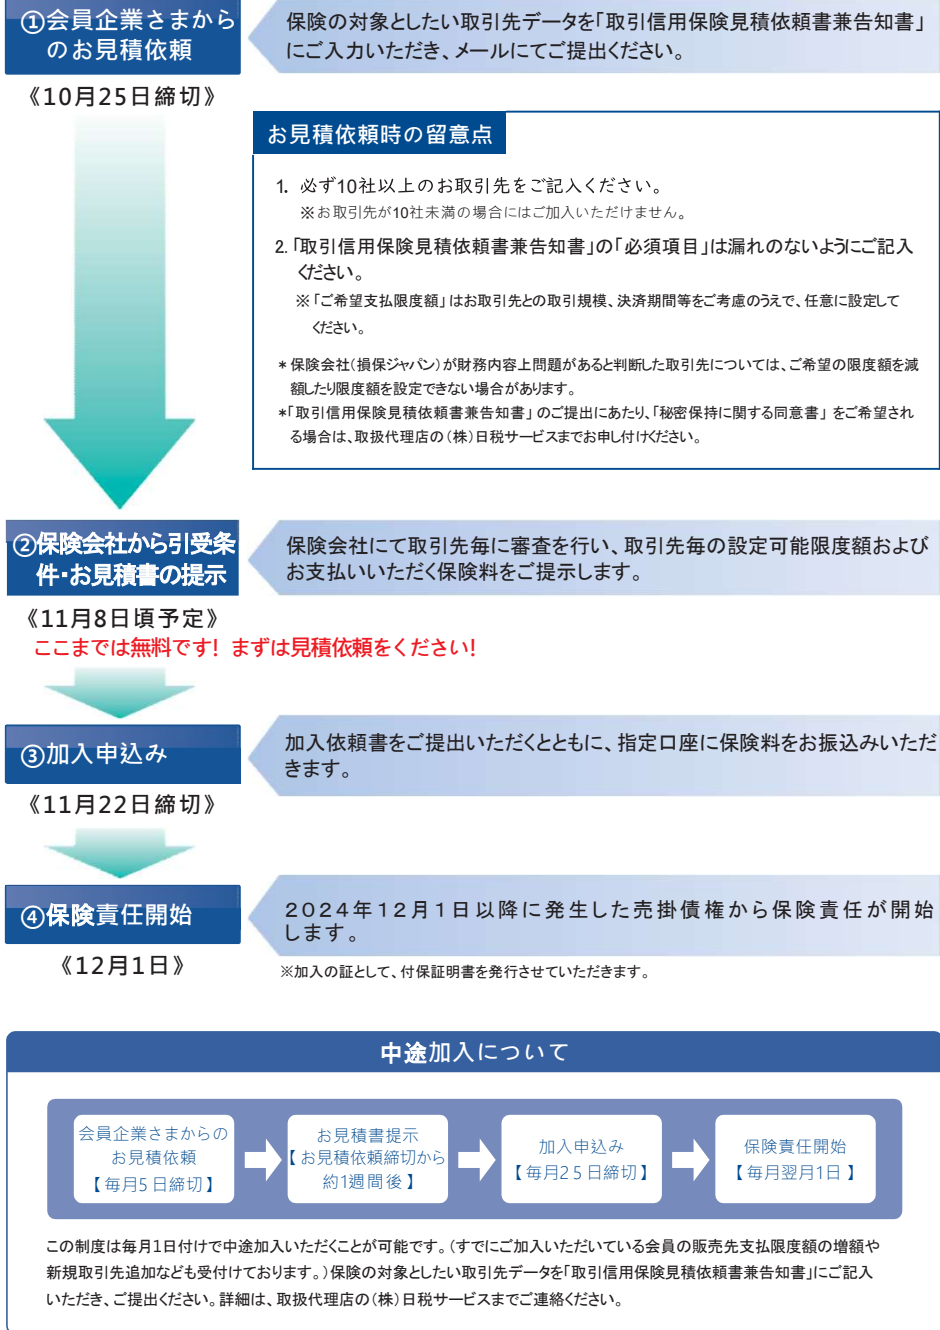 ①会員企業さまから
のお見積依頼
保険の対象としたい取引先データを「取引信用保険見積依頼書兼告知書」
にご入力いただき、メールにてご提出ください。
《10月25日締切》
お見積依頼時の留意点
1. 必ず10社以上のお取引先をご記入ください。
※お取引先が10社未満の場合にはご加入いただけません。
2.「取引信用保険見積依頼書兼告知書」の「必須項目」は漏れのないようにご記入
ください。
※「ご希望支払限度額」はお取引先との取引規模、決済期間等をご考慮のうえで、任意に設定して
ください。
*保険会社(損保ジャパン)が財務内容上問題があると判断した取引先については、ご希望の限度額を減
額したり限度額を設定できない場合があります。
*「取引信用保険見積依頼書兼告知書」のご提出にあたり、「秘密保持に関する同意書」をご希望され
る場合は、取扱代理店の(株)日税サービスまでお申し付けください。
②保険会社から引受条
件・お見積書の提示
保険会社にて取引先毎に審査を行い、取引先毎の設定可能限度額および
お支払いいただく保険料をご提示します。
《11月8日頃予定》
ここまでは無料です! まずは見積依頼をください!
③加入申込み
加入依頼書をご提出いただくとともに、指定口座に保険料をお振込みいただ
きます。
《11月22日締切》
④保険責任開始
2024年12月1日以降に発生した売掛債権から保険責任が開始
します。
《12月1日》
※加入の証として、付保証明書を発行させていただきます。
中途加入について
会員企業さまからの
お見積依頼
【毎月5日締切】
お見積書提示
【お見積依頼締切から
約1週間後】
加入申込み
【毎月25日締切】
保険責任開始
【毎月翌月1日】
この制度は毎月1日付けで中途加入いただくことが可能です。(すでにご加入いただいている会員の販売先支払限度額の増額や
新規取引先追加なども受付けております。)保険の対象としたい取引先データを「取引信用保険見積依頼書兼告知書」にご記入
いただき、ご提出ください。詳細は、取扱代理店の(株)日税サービスまでご連絡ください。